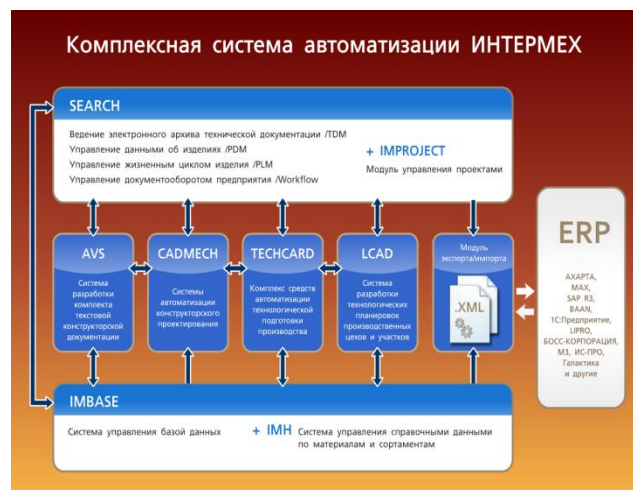 Комплексная система автоматизации ИНТЕРМЕХ
SEARCH
Ведение электронного архива технической документации /TDM
Управление данными об изделиях /PDM
Управление жизненным циклом изделия /PLM
Управление документооборотом предприятия /Workflow
+ IMPROJECT
Модуль управления проектами
AVS
Система
разработки
комплекта
текстовой
конструкторской
документации
CADMECH
Системы
автоматизации
конструкторского
проектирования
TECHCARD
Комплекс средств
автоматизации
технологической
подготовки
производства
LCAD
Система
разработки
технологических
планировок
производственных
цехов и участков
Модуль
экспорта/импорта
.XML
ERP
AXAPTA,
MAX,
SAP R3,
BAAN,
1С:Предприятие,
LIPRO,
БОСС-КОРПОРАЦИЯ,
М3, ИС-ПРО,
Галактика
и другие
IMBASE
Система управления базой данных
+ IMH Система управления справочными данными
по материалам и сортаментам